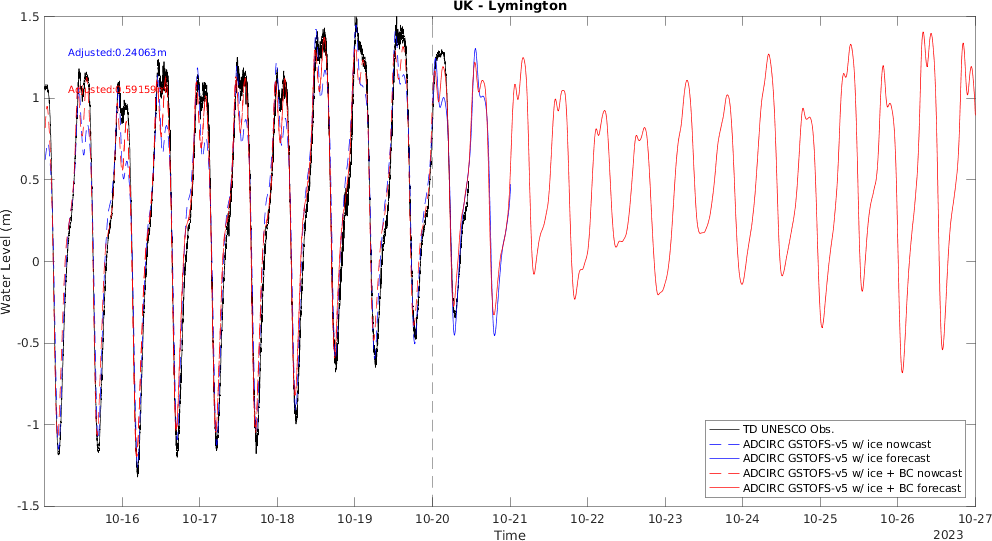 UK - Lymington
Adjusted:0.24063m
Adjusted:0.59159
1.5
1
0.5
0
-0.5
-1
-1.5
Water Level (m)
10-16
10-17
10-18
10-19
10-20
10-21
10-22
10-23
10-24
10-25
10-26
10-27
Time
2023
TD UNESCO Obs.
ADCIRC GSTOFS-v5 w/ ice nowcast
ADCIRC GSTOFS-v5 w/ ice forecast
ADCIRC GSTOFS-v5 w/ ice + BC nowcast
ADCIRC GSTOFS-v5 w/ ice + BC forecast